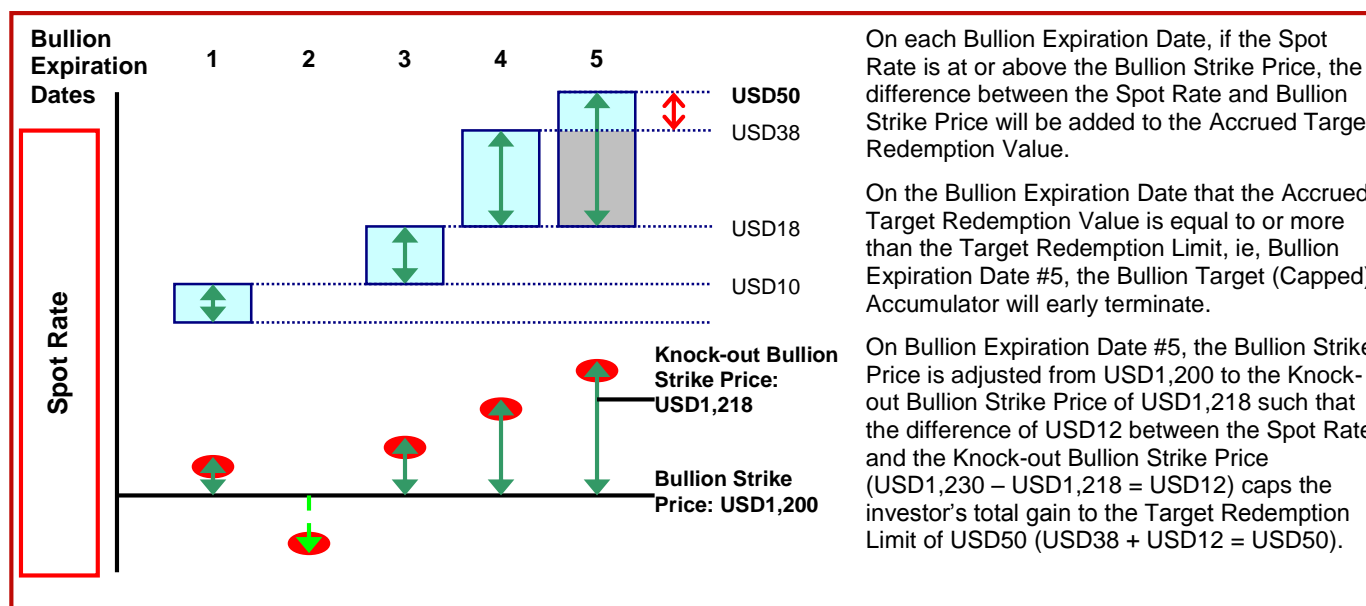 Bullion
Expiration
Dates
1 2 3 4 5
USD50
USD38
USD18
USD10
Spot Rate
Knock-out Bullion
Strike Price:
USD1,218
Bullion Strike
Price: USD1,200
On each Bullion Expiration Date, if the Spot
Rate is at or above the Bullion Strike Price, the
difference between the Spot Rate and Bullion
Strike Price will be added to the Accrued Targe
Redemption Value.
On the Bullion Expiration Date that the Accrued
Target Redemption Value is equal to or more
than the Target Redemption Limit, ie, Bullion
Expiration Date #5, the Bullion Target (Capped)
Accumulator will early terminate.
On Bullion Expiration Date #5, the Bullion Strike
Price is adjusted from USD1,200 to the Knock-
out Bullion Strike Price of USD1,218 such that
the difference of USD12 between the Spot Rate
and the Knock-out Bullion Strike Price
(USD1,230 – USD1,218 = USD12) caps the
investor's total gain to the Target Redemption
Limit of USD50 (USD38 + USD12 = USD50).